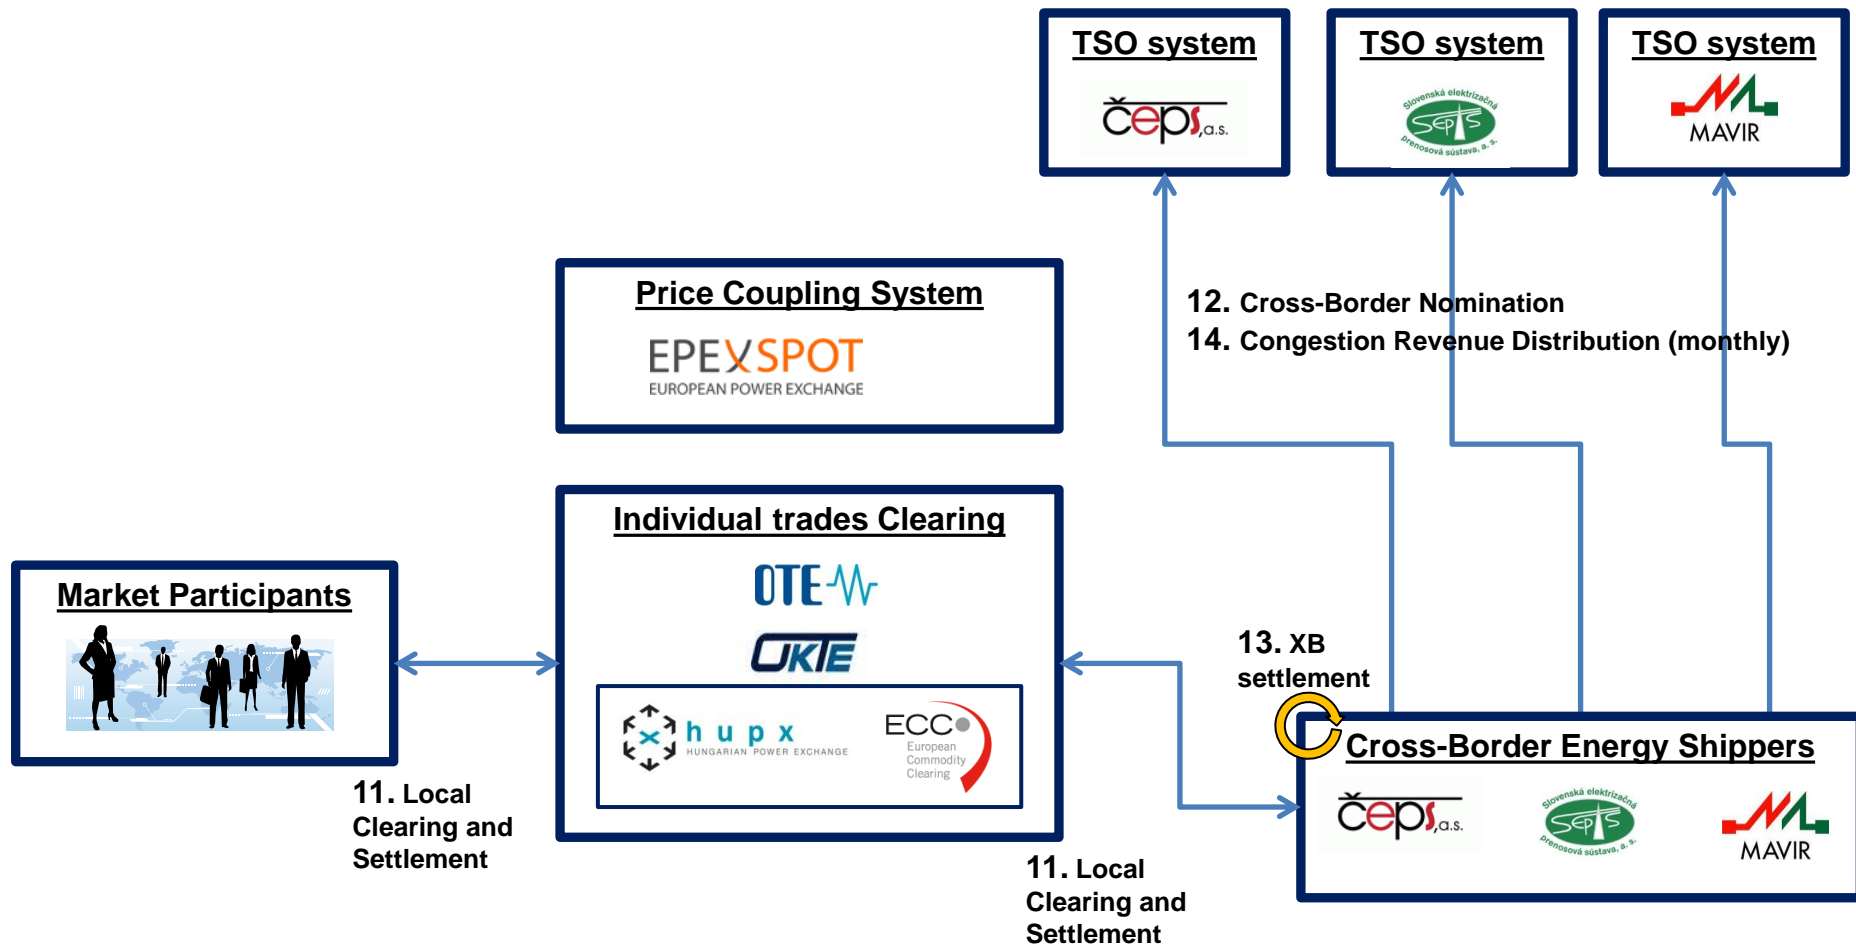 TSO system
čeps,a.s.
TSO system
Slovenská elektrizačná
SEPS
prenosová sústava, a. s.
TSO system
MAVIR
Price Coupling System
EPEXSPOT
EUROPEAN POWER EXCHANGE
12. Cross-Border Nomination
14. Congestion Revenue Distribution (monthly)
Individual trades Clearing
OTE
OKTE
hupx
HUNGARIAN POWER EXCHANGE
ECC
European
Commodity
Clearing
Market Participants
11. Local
Clearing and
Settlement
11. Local
Clearing and
Settlement
13. XB
settlement
Cross-Border Energy Shippers
čeps,a.s.
Slovenská elektrizačná
SEPS
prenosová sústava, a. s.
MAVIR